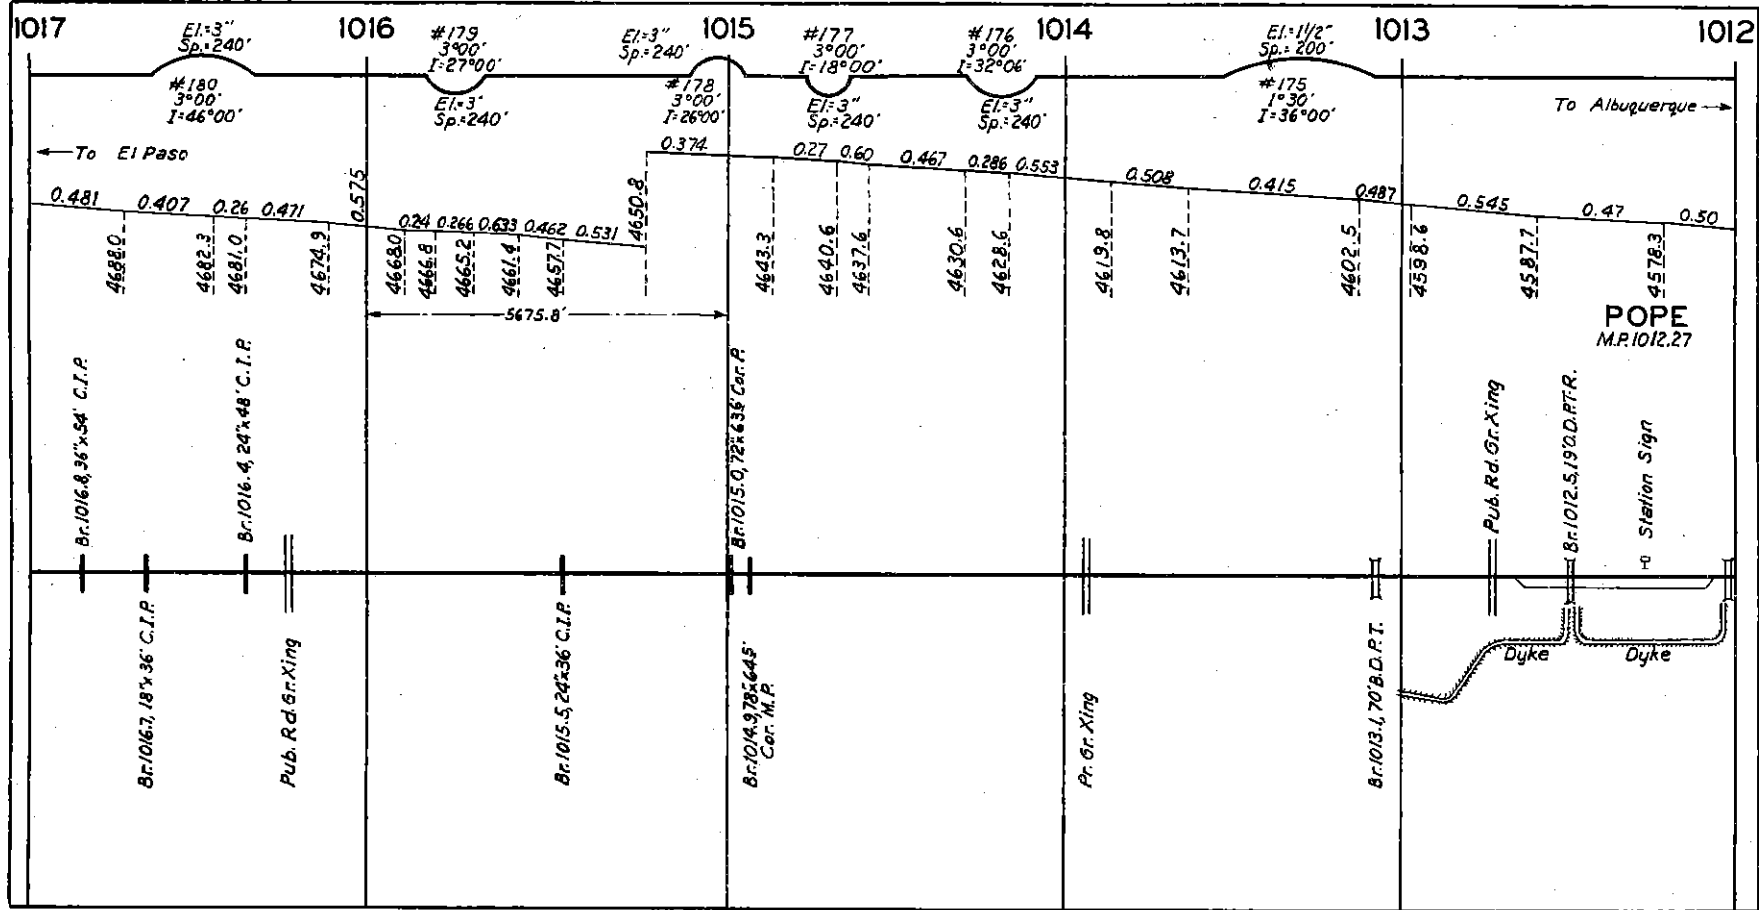 1017
1016
1015
1014
1013
1012
El.=3"
Sp.=240'
#180
3°00'
I=46°00'
#179
3°00'
I=27°00'
El.=3"
Sp.=240'
El.=3"
Sp.=240'
#178
3°00'
I=26°00'
#177
3°00'
I=18°00'
El.=3"
Sp.=240'
#176
3°00'
I=32°06'
El.=3"
Sp.=240'
El.=1½"
Sp.=200'
#175
1°30'
I=36°00'
To Albuquerque
To El Paso
0.481
0.407
0.26
0.471
0.575
0.24
0.266
0.633
0.462
0.531
0.374
0.27
0.60
0.467
0.286
0.553
0.508
0.415
0.487
0.545
0.47
0.50
4688.0
4682.3
4681.0
4674.9
4668.0
4666.8
4665.2
4661.4
4657.7
4650.8
4643.3
4640.6
4637.6
4630.6
4628.6
4619.8
4613.7
4602.5
4598.6
4587.7
4578.3
5675.8'
POPE
M.P.1012.27
Br.1016.8, 36"x54' C.I.P.
Br.1016.7, 18"x36' C.I.P.
Br.1016.4, 24"x48' C.I.P.
Pub. Rd. Gr. Xing
Br.1015.5, 24"x36' C.I.P.
Br.1015.0, 72"x63' Cor. P.
Br.1014.9, 78"x64.5'
Cor. M.P.
Pr. Gr. Xing
Br.1013.1, 70' B.D.P.T.
Pub. Rd. Gr. Xing
Br.1012.5, 19' O.D.P.T-R.
Station Sign
Dyke
Dyke